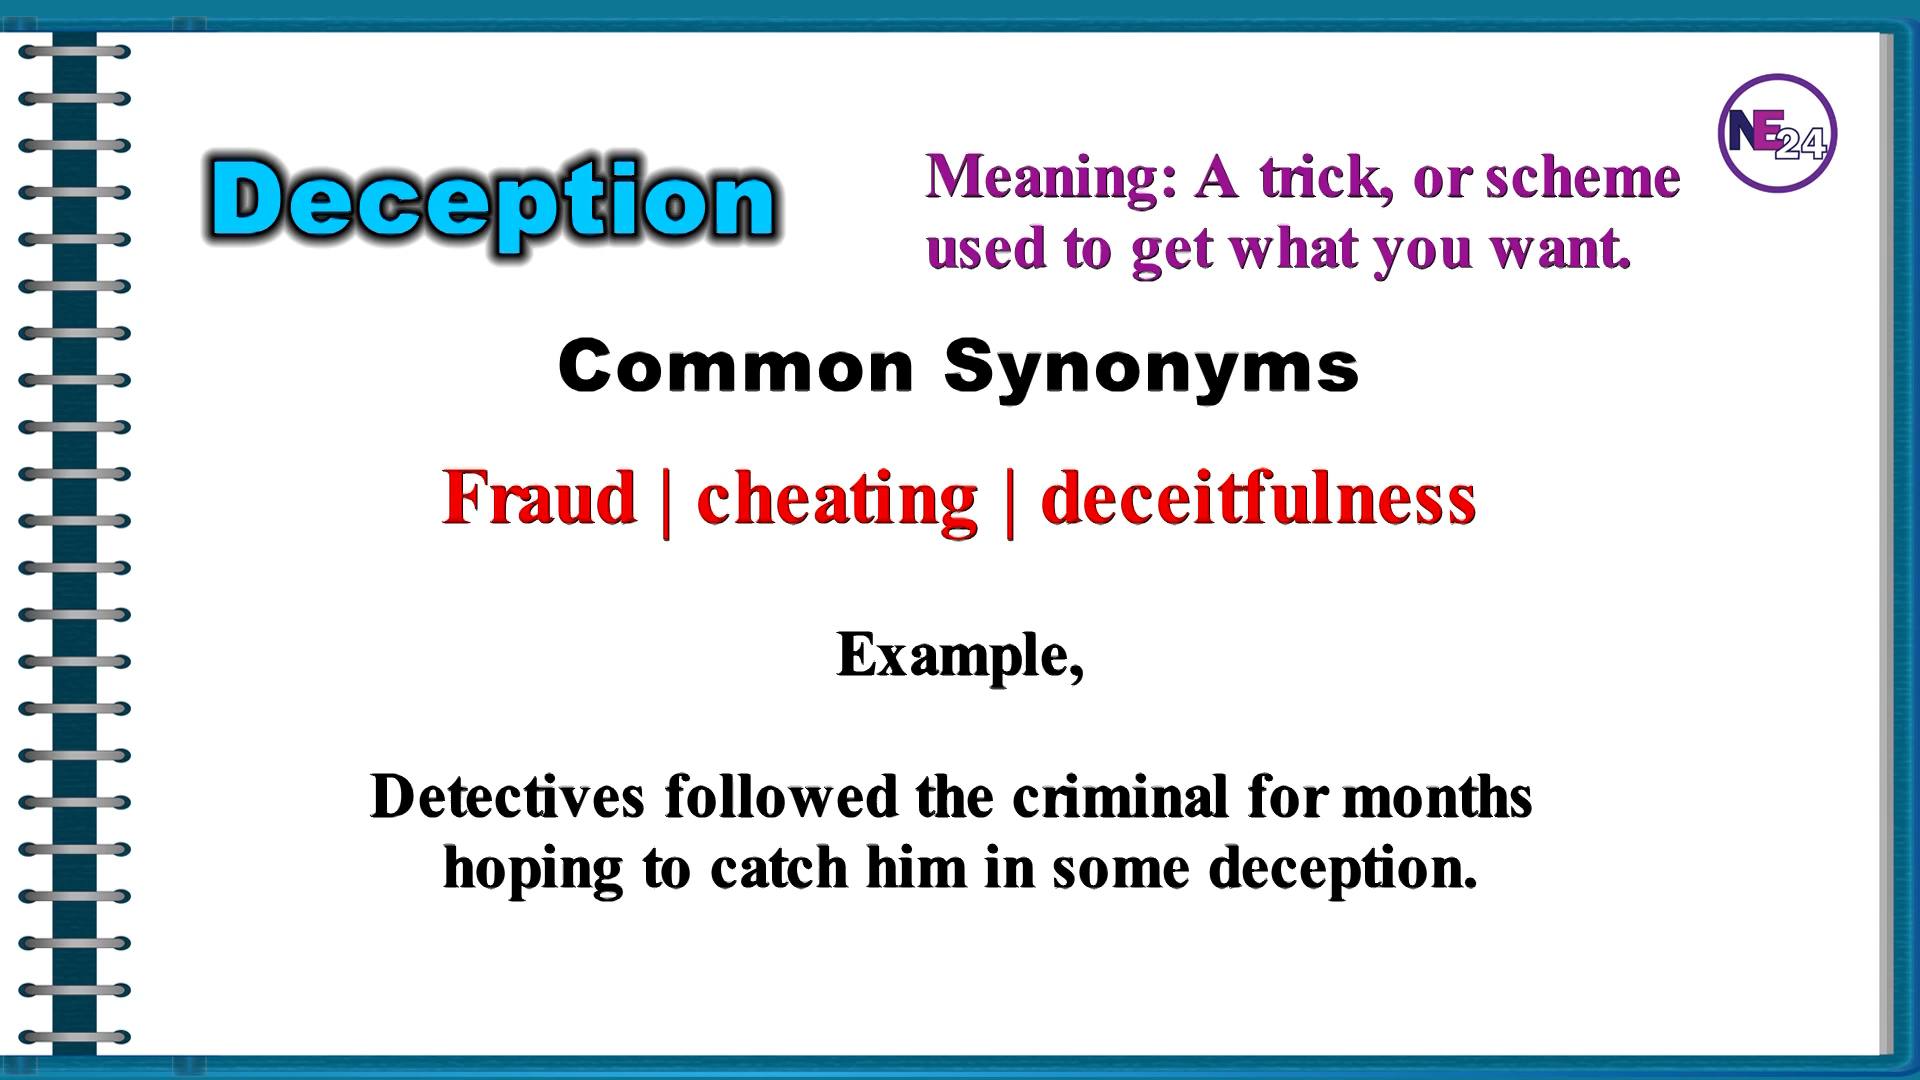 Deception
Meaning: A trick, or scheme
used to get what you want.
NE24
Common Synonyms
Fraud | cheating | deceitfulness
Example,
Detectives followed the criminal for months
hoping to catch him in some deception.